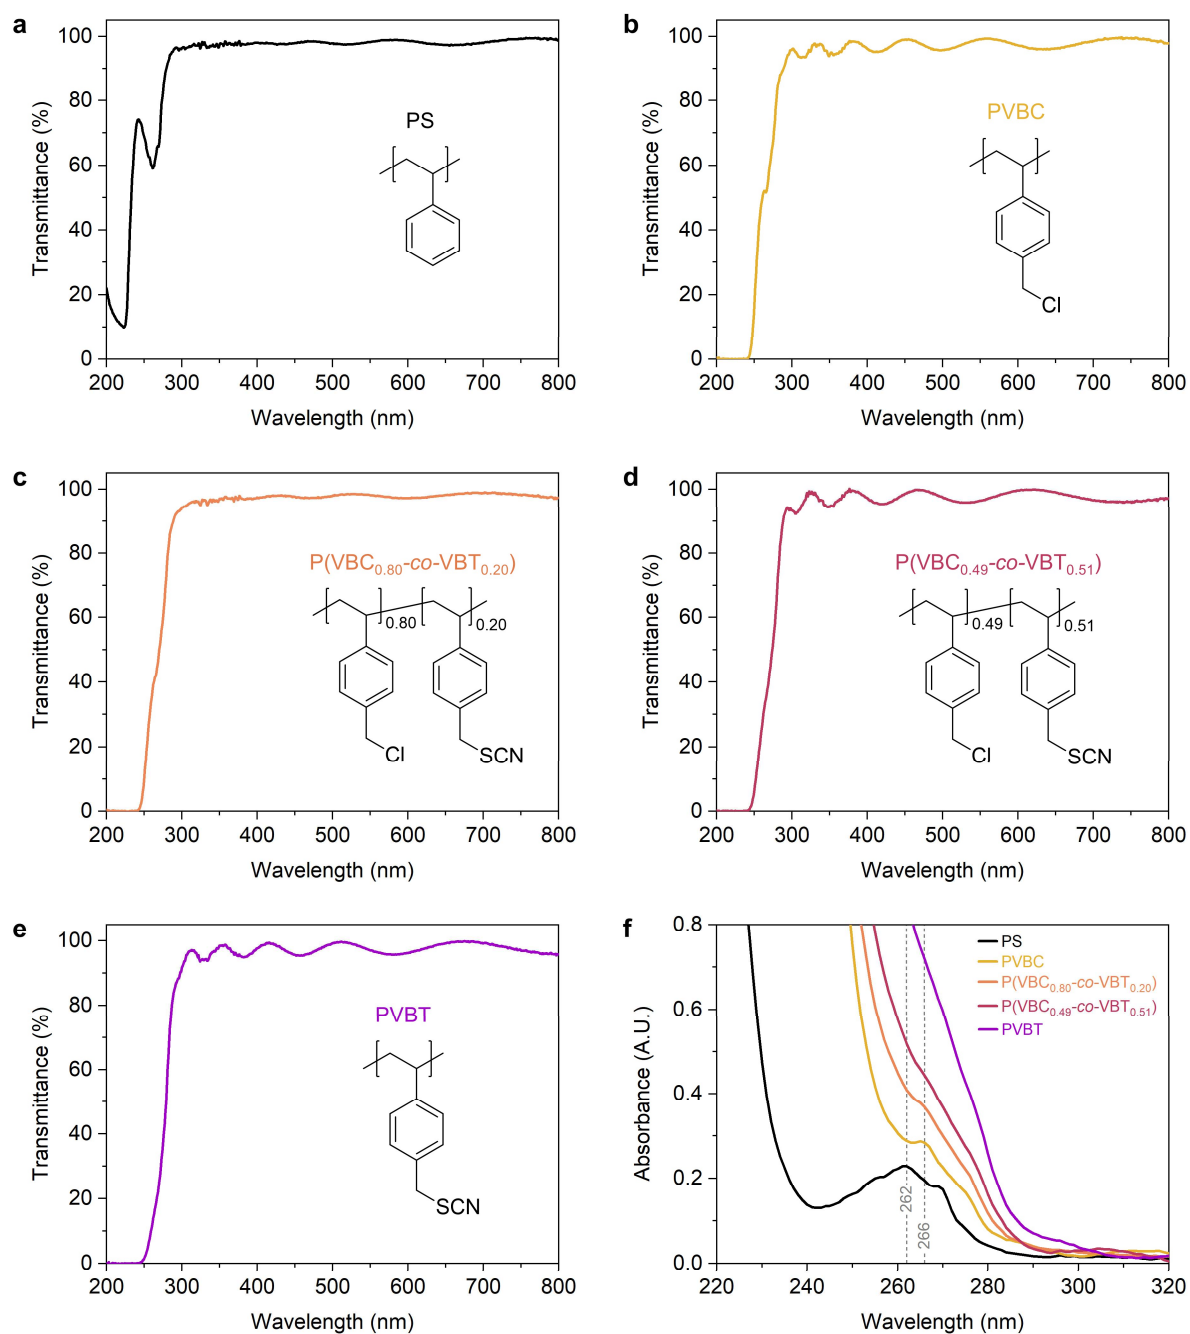 a
100
80
60
40
20
0
Transmittance (%)
PS
200 300 400 500 600 700 800
Wavelength (nm)
b
100
80
60
40
20
0
Transmittance (%)
PVBC
Cl
200 300 400 500 600 700 800
Wavelength (nm)
c
100
80
60
40
20
0
Transmittance (%)
P(VBC0.80-co-VBT0.20)
0.80 0.20
Cl SCN
200 300 400 500 600 700 800
Wavelength (nm)
d
100
80
60
40
20
0
Transmittance (%)
P(VBC0.49-co-VBT0.51)
0.49 0.51
Cl SCN
200 300 400 500 600 700 800
Wavelength (nm)
e
100
80
60
40
20
0
Transmittance (%)
PVBT
SCN
200 300 400 500 600 700 800
Wavelength (nm)
f
0.8
0.6
0.4
0.2
0.0
Absorbance (A.U.)
PS
PVBC
P(VBC0.80-co-VBT0.20)
P(VBC0.49-co-VBT0.51)
PVBT
262
266
220 240 260 280 300 320
Wavelength (nm)